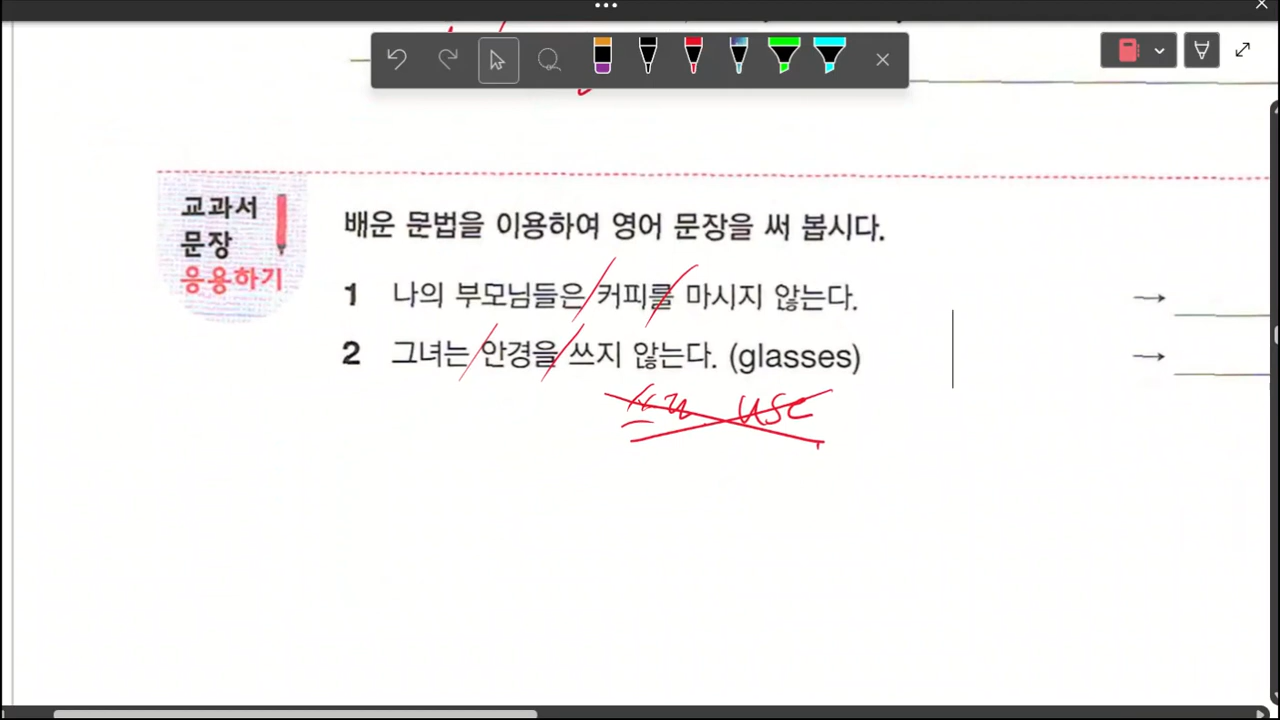 교과서
문장
응용하기
배운 문법을 이용하여 영어 문장을 써 봅시다.
1 나의 부모님들은 커피를 마시지 않는다. →
2 그녀는 안경을 쓰지 않는다. (glasses) →
use